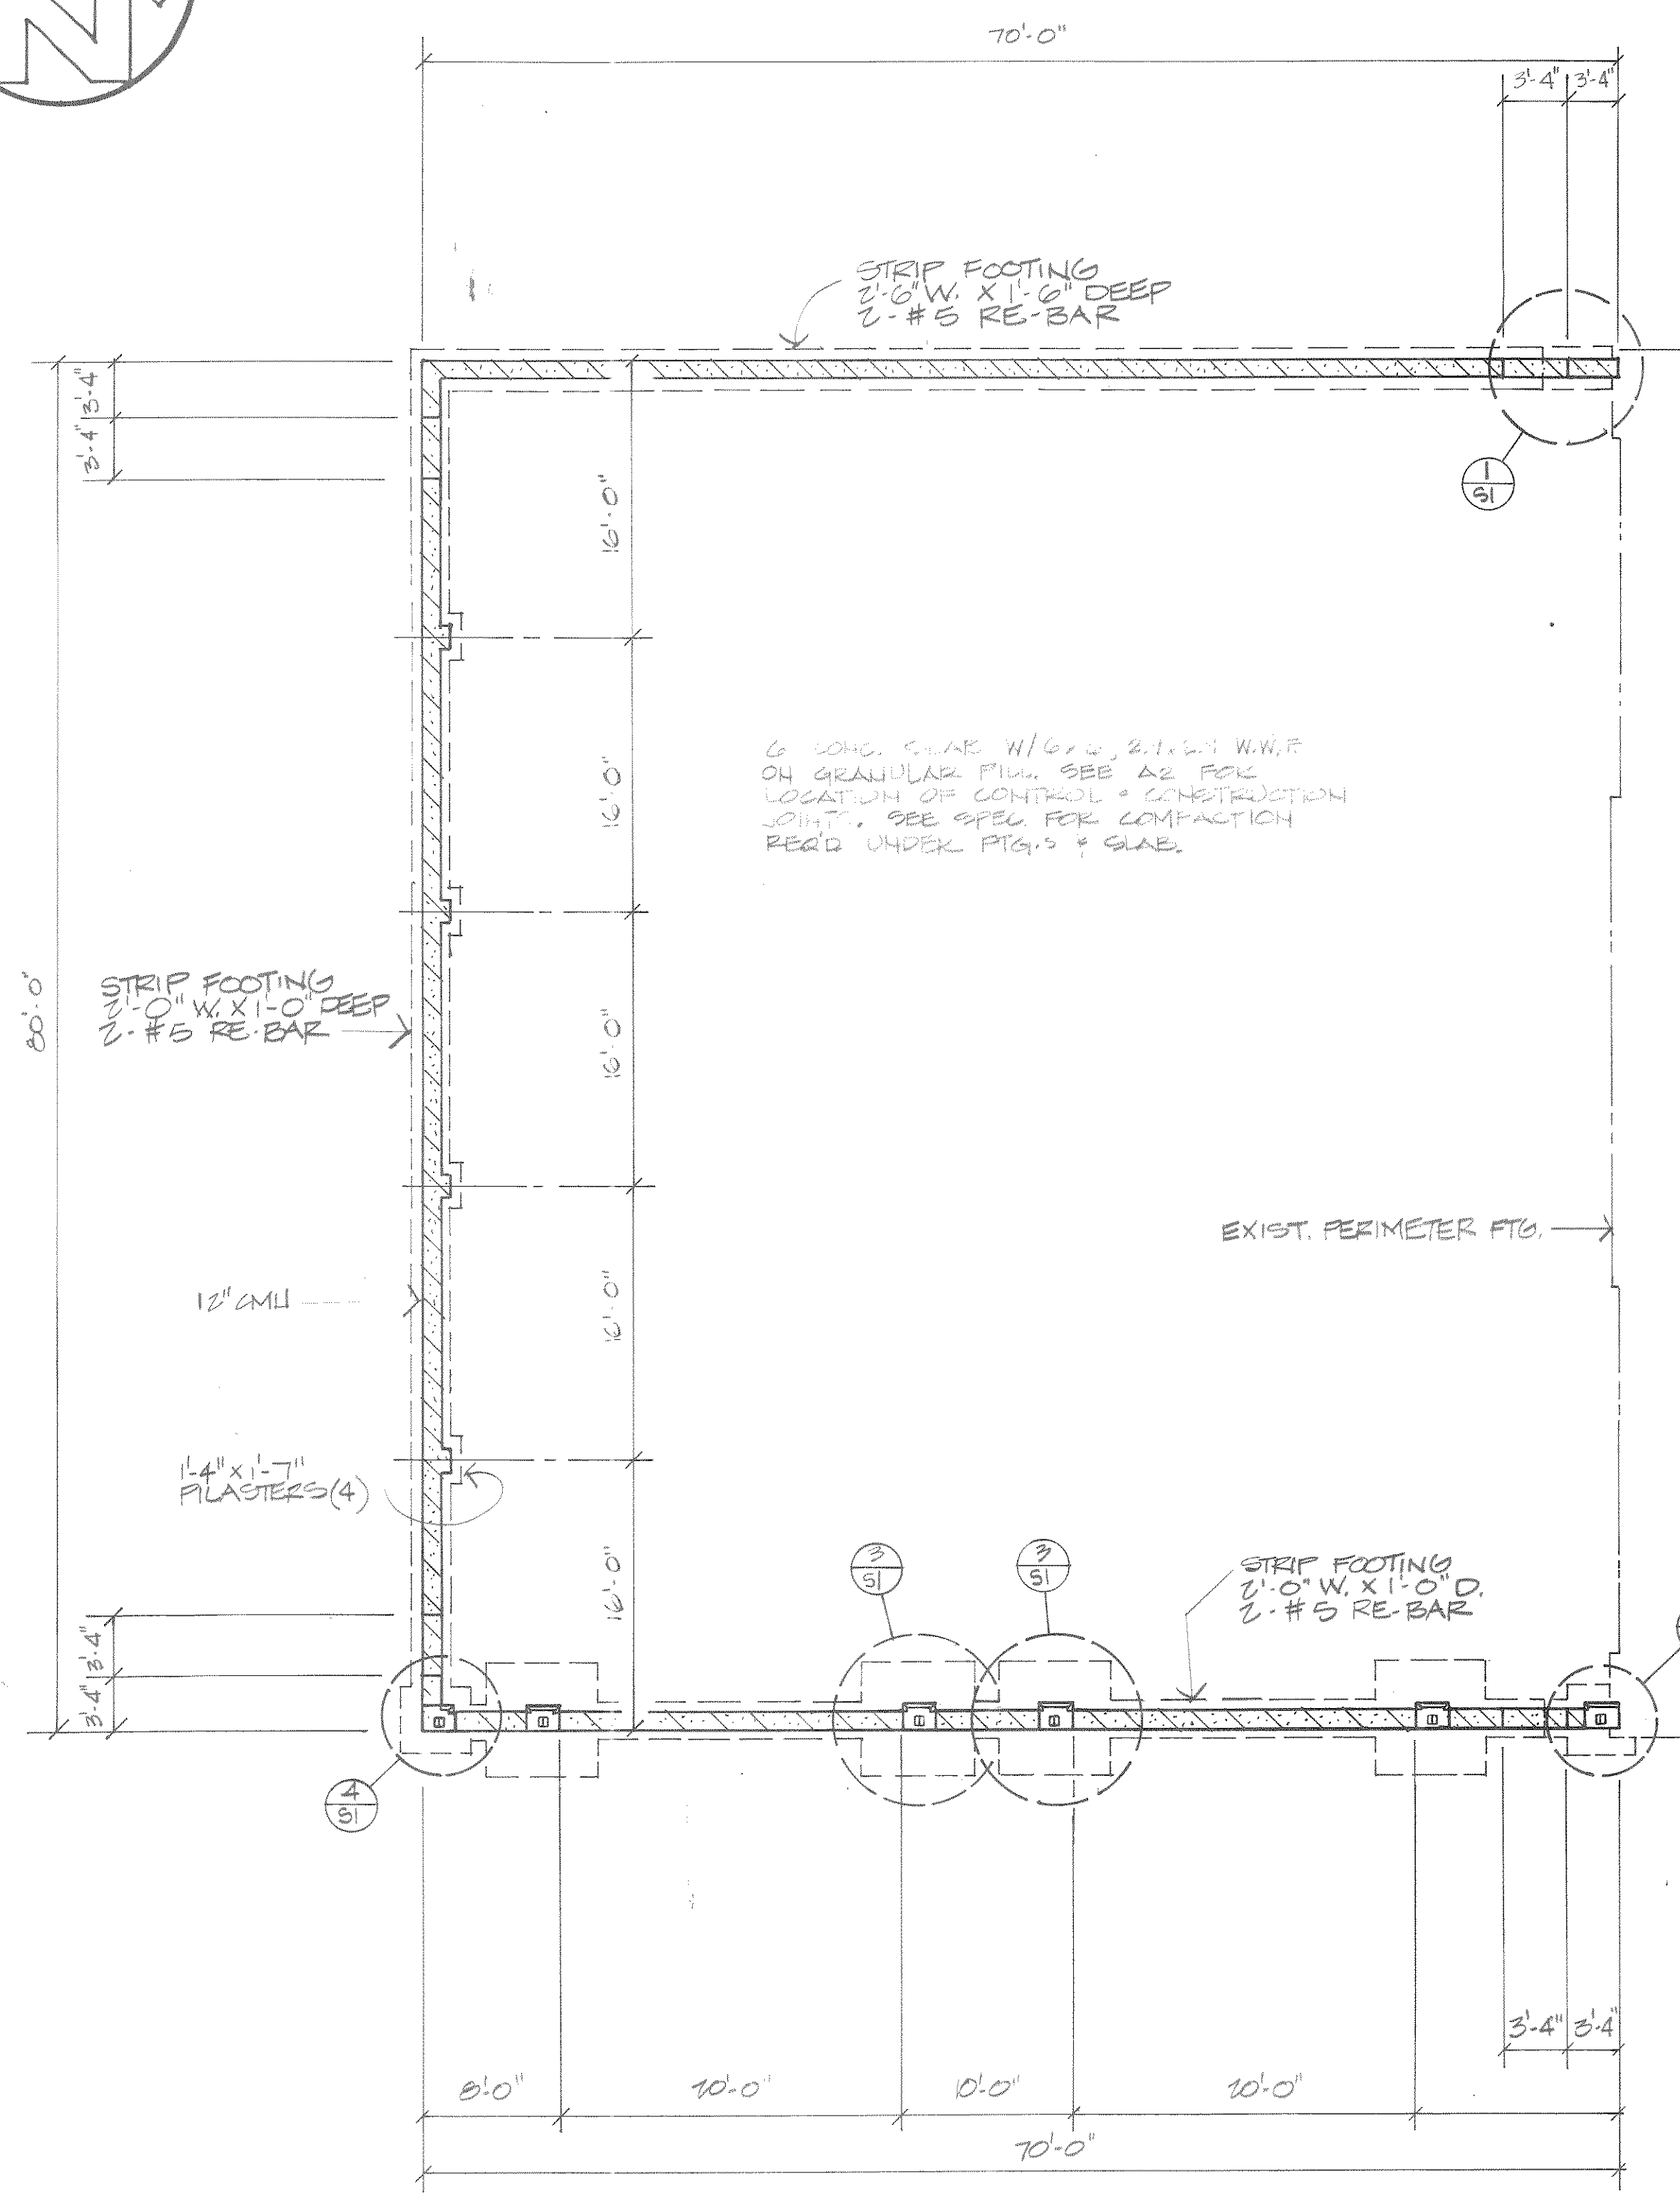 N
70'-0"
3'-4" 3'-4"
STRIP FOOTING
2'-6" W. X 1'-6" DEEP
2-#5 RE-BAR
3'-4"
3'-4"
1
S1
16'-0"
16'-0"
CONC. W/ W.W.F
ON GRANULAR FILL. SEE A2 FOR
LOCATION OF CONTROL & CONSTRUCTION
JOINTS. SEE SPEC. FOR COMPACTION
REQ'D UNDER FTG.S & SLAB.
80'-0"
STRIP FOOTING
2'-0" W. X 1'-0" DEEP
2-#5 RE-BAR
16'-0"
EXIST. PERIMETER FTG.
12" CMU
16'-0"
1'-4" X 1'-7"
PILASTERS (4)
16'-0"
3
S1
3
S1
STRIP FOOTING
2'-0" W. X 1'-0" D.
2-#5 RE-BAR
3'-4"
3'-4"
4
S1
3'-4" 3'-4"
8'-0" 20'-0" 10'-0" 20'-0"
70'-0"